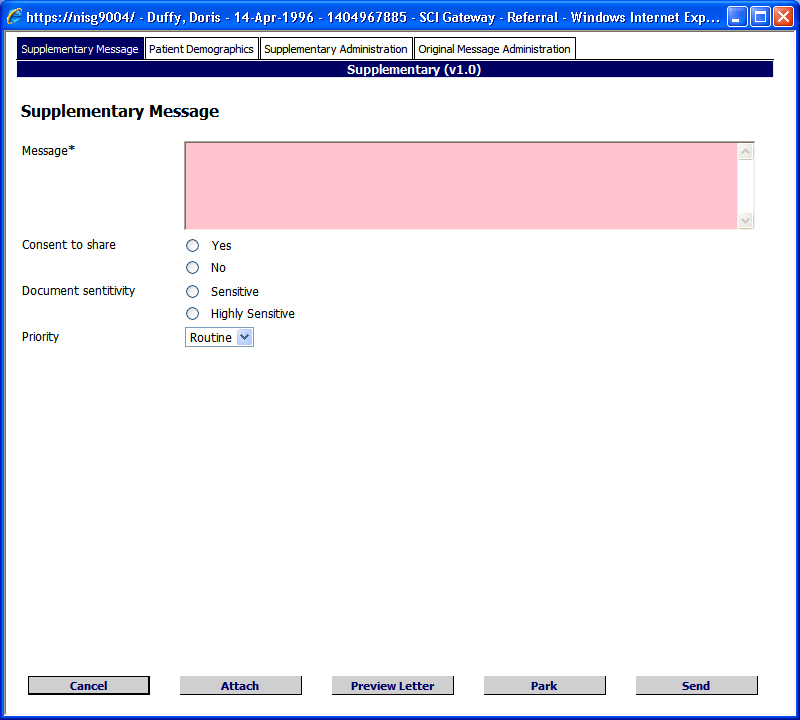 https://nisg9004/ - Duffy, Doris - 14-Apr-1996 - 1404967885 - SCI Gateway - Referral - Windows Internet Exp...
Supplementary Message Patient Demographics Supplementary Administration Original Message Administration
Supplementary (v1.0)
Supplementary Message
Message*
Consent to share Yes
No
Document sentitivity Sensitive
Highly Sensitive
Priority Routine
Cancel Attach Preview Letter Park Send